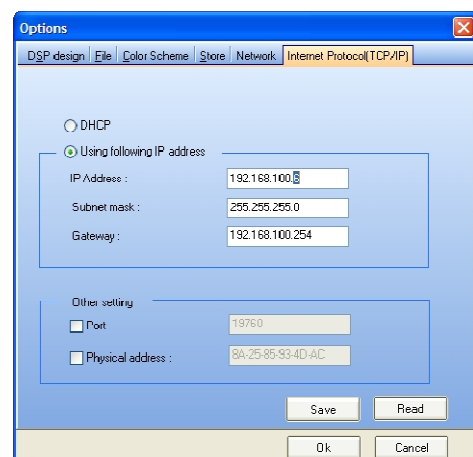 Options
DSP design File Color Scheme Store Network Internet Protocol(TCP/IP)
DHCP
Using following IP address
IP Address : 192.168.100.6
Subnet mask : 255.255.255.0
Gateway : 192.168.100.254
Other setting
Port 19760
Physical address : 8A-25-85-93-4D-AC
Save Read
Ok Cancel